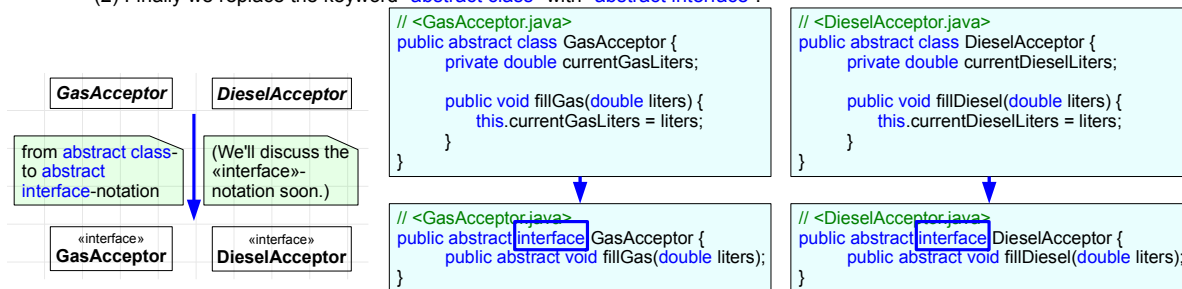 (2) Finally we replace the keyword "abstract class" with "abstract interface".
GasAcceptor
DieselAcceptor
from abstract class-
to abstract
interface-notation
(We'll discuss the
«interface»-
notation soon.)
«interface»
GasAcceptor
«interface»
DieselAcceptor
// <GasAcceptor.java>
public abstract class GasAcceptor {
private double currentGasLiters;
public void fillGas(double liters) {
this.currentGasLiters = liters;
}
}
// <DieselAcceptor.java>
public abstract class DieselAcceptor {
private double currentDieselLiters;
public void fillDiesel(double liters) {
this.currentDieselLiters = liters;
}
}
// <GasAcceptor.java>
public abstract interface GasAcceptor {
public abstract void fillGas(double liters);
}
// <DieselAcceptor.java>
public abstract interface DieselAcceptor {
public abstract void fillDiesel(double liters);
}